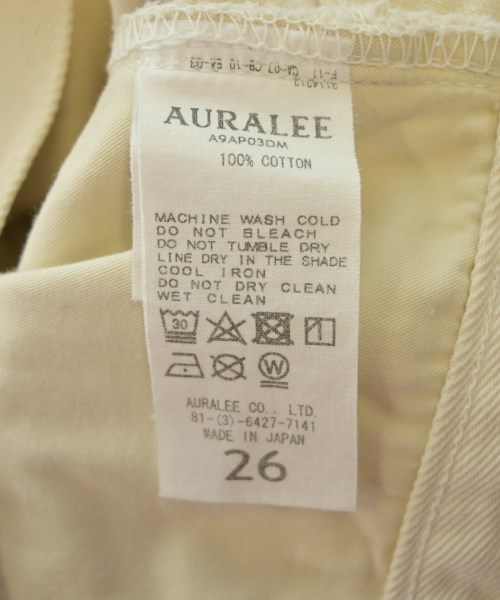 AURALEE
A9AP03DM
100% COTTON
MACHINE WASH COLD
DO NOT BLEACH
DO NOT TUMBLE DRY
LINE DRY IN THE SHADE
COOL IRON
DO NOT DRY CLEAN
WET CLEAN
30
W
AURALEE CO., LTD.
81-(3)-6427-7141
MADE IN JAPAN
26